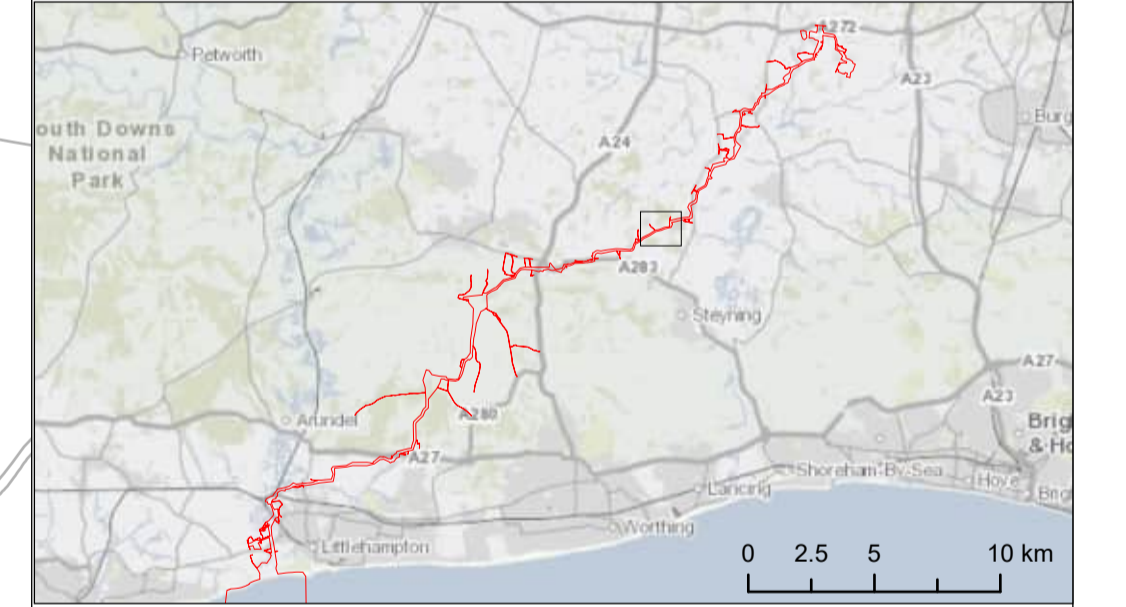 A272
Petworth
A23
Burg
outh Downs
National
Park
A24
A283
Steyning
A27
A23
Arundel
A280
Brig
& Ho
A27
Shoreham-By-Sea
Hove
Lancing
Brig
Worthing
Littlehampton
0 2.5 5 10 km